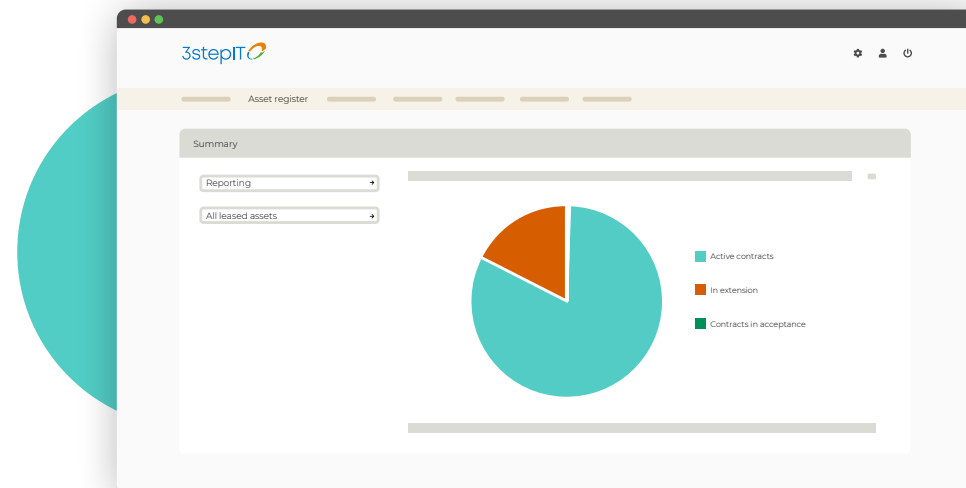 3stepIT
Asset register
Summary
Reporting
All leased assets
Active contracts
In extension
Contracts in acceptance